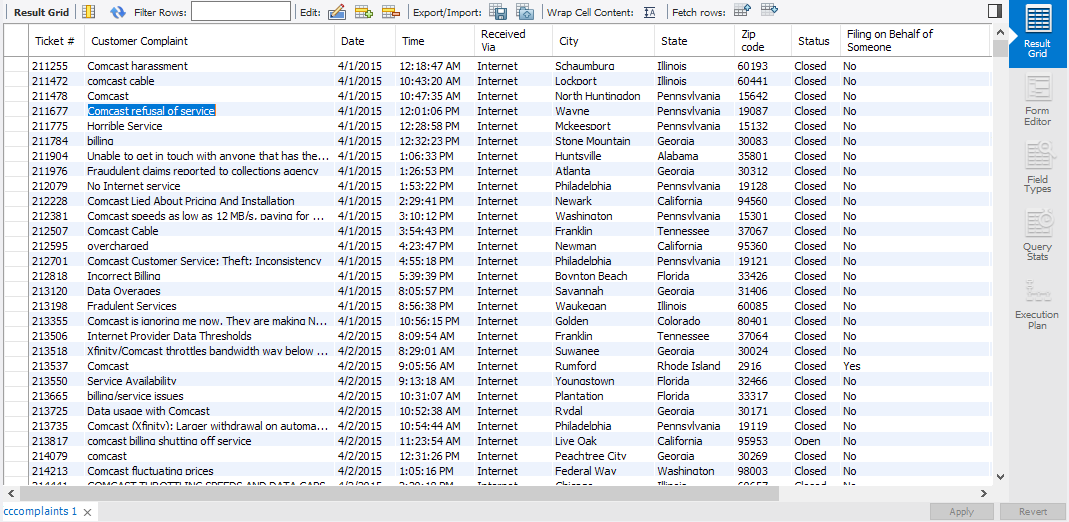 Result Grid Filter Rows: Edit: Export/Import: Wrap Cell Content: Fetch rows:
Ticket # Customer Complaint Date Time Received Via City State Zip code Status Filing on Behalf of Someone
211255 Comcast harassment 4/1/2015 12:18:47 AM Internet Schaumburg Illinois 60193 Closed No
211472 comcast cable 4/1/2015 10:43:20 AM Internet Lockport Illinois 60441 Closed No
211478 Comcast 4/1/2015 10:47:35 AM Internet North Huntingdon Pennsylvania 15642 Closed No
211677 Comcast refusal of service 4/1/2015 12:01:06 PM Internet Wayne Pennsylvania 19087 Closed No
211775 Horrible Service 4/1/2015 12:28:58 PM Internet Mckeesport Pennsylvania 15132 Closed No
211784 billing 4/1/2015 12:32:23 PM Internet Stone Mountain Georgia 30083 Closed No
211904 Unable to get in touch with anyone that has the... 4/1/2015 1:06:33 PM Internet Huntsville Alabama 35801 Closed No
211976 Fraudulent claims reported to collections agency 4/1/2015 1:26:53 PM Internet Atlanta Georgia 30312 Closed No
212079 No Internet service 4/1/2015 1:53:22 PM Internet Philadelphia Pennsylvania 19128 Closed No
212228 Comcast Lied About Pricing And Installation 4/1/2015 2:29:41 PM Internet Newark California 94560 Closed No
212381 Comcast speeds as low as 12 MB/s, paying for ... 4/1/2015 3:10:12 PM Internet Washington Pennsylvania 15301 Closed No
212507 Comcast Cable 4/1/2015 3:54:43 PM Internet Franklin Tennessee 37067 Closed No
212595 overcharged 4/1/2015 4:23:47 PM Internet Newman California 95360 Closed No
212701 Comcast Customer Service: Theft: Inconsistency 4/1/2015 4:55:18 PM Internet Philadelphia Pennsylvania 19121 Closed No
212818 Incorrect Billing 4/1/2015 5:39:39 PM Internet Boynton Beach Florida 33426 Closed No
213120 Data Overages 4/1/2015 8:05:57 PM Internet Savannah Georgia 31406 Closed No
213198 Fradulent Services 4/1/2015 8:56:38 PM Internet Waukegan Illinois 60085 Closed No
213355 Comcast is ignoring me now. They are making N... 4/1/2015 10:56:15 PM Internet Golden Colorado 80401 Closed No
213506 Internet Provider Data Thresholds 4/2/2015 8:09:54 AM Internet Franklin Tennessee 37064 Closed No
213518 Xfinity/Comcast throttles bandwidth way below ... 4/2/2015 8:29:01 AM Internet Suwanee Georgia 30024 Closed No
213537 Comcast 4/2/2015 9:05:56 AM Internet Rumford Rhode Island 2916 Closed Yes
213550 Service Availability 4/2/2015 9:13:18 AM Internet Youngstown Florida 32466 Closed No
213665 billing/service issues 4/2/2015 10:31:07 AM Internet Plantation Florida 33317 Closed No
213725 Data usage with Comcast 4/2/2015 10:52:38 AM Internet Rydal Georgia 30171 Closed No
213735 Comcast (Xfinity): Larger withdrawal on automa... 4/2/2015 10:54:44 AM Internet Philadelphia Pennsylvania 19119 Closed No
213817 comcast billing shutting off service 4/2/2015 11:23:54 AM Internet Live Oak California 95953 Open No
214079 comcast 4/2/2015 12:31:26 PM Internet Peachtree City Georgia 30269 Closed No
214213 Comcast fluctuating prices 4/2/2015 1:05:16 PM Internet Federal Way Washington 98003 Closed No
COMCAST THROTTLING SPEEDS AND DATA CAPS Internet Chicago Illinois Closed No
Result
Grid
Form
Editor
Field
Types
Query
Stats
Execution
Plan
cccomplaints 1
Apply Revert